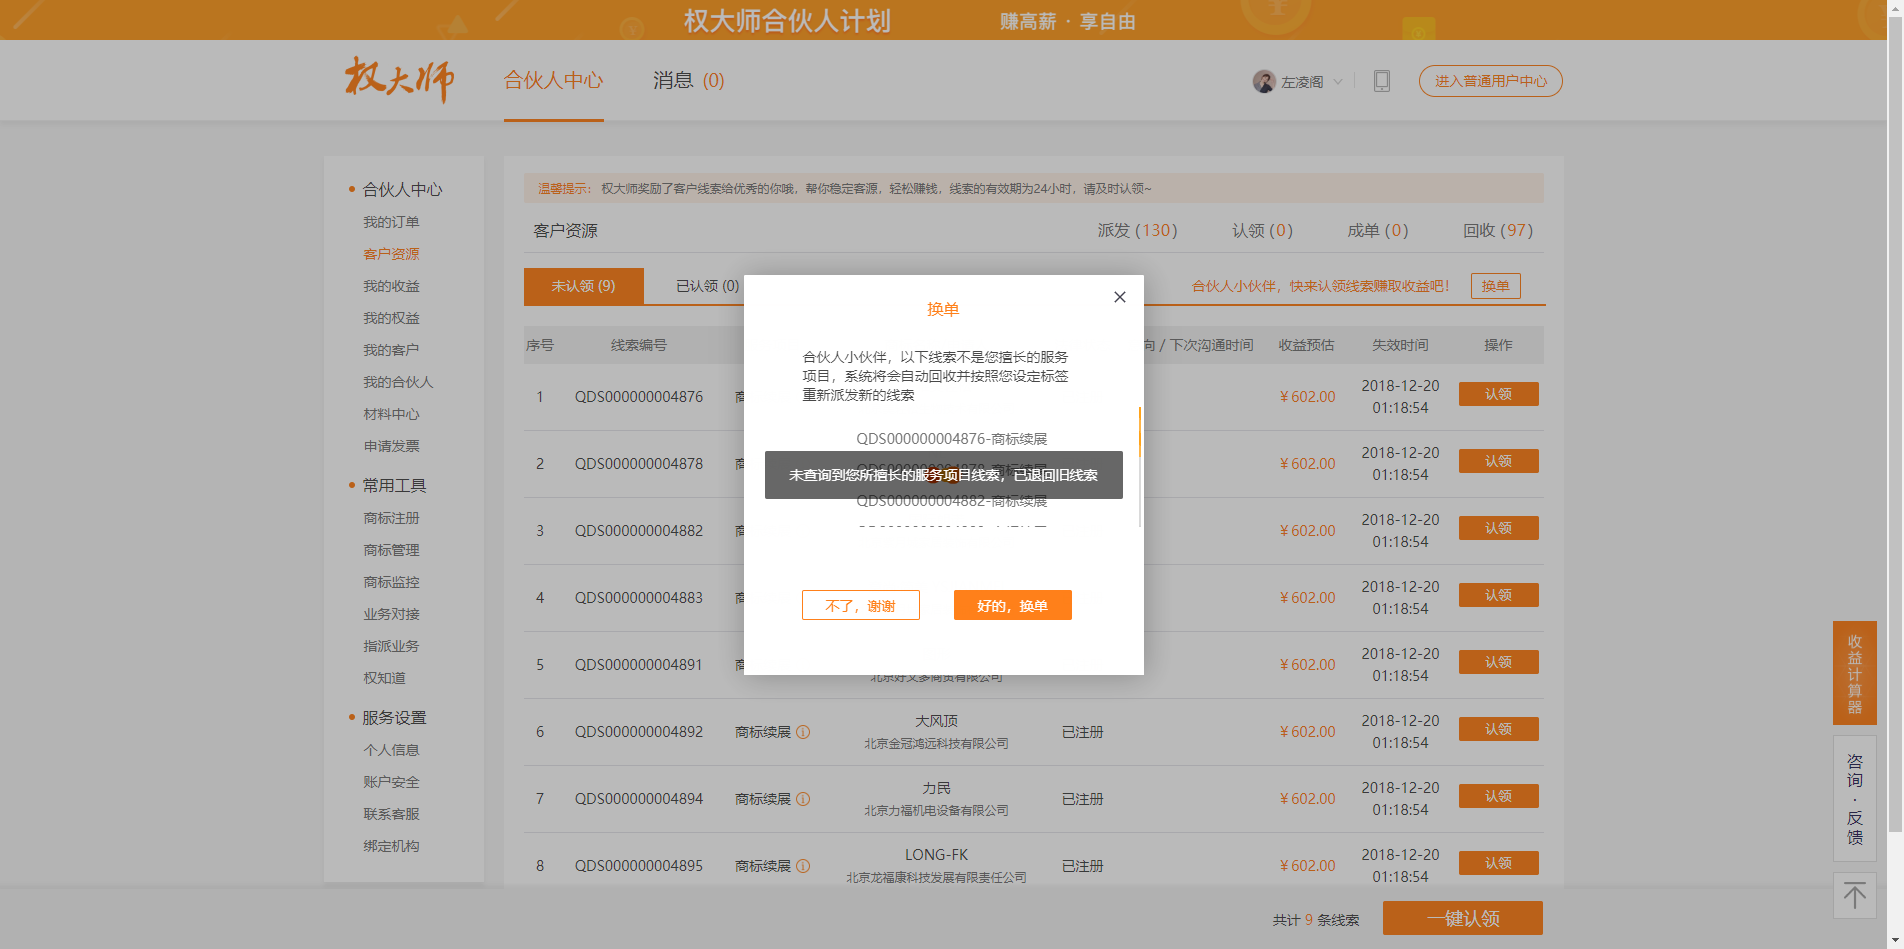 权大师合伙人计划
赚高薪 · 享自由
权大师
合伙人中心
消息 (0)
左凌阁
进入普通用户中心
合伙人中心
我的订单
客户资源
我的收益
我的权益
我的客户
我的合伙人
材料中心
申请发票
常用工具
商标注册
商标管理
商标监控
业务对接
指派业务
权知道
服务设置
个人信息
账户安全
联系客服
绑定机构
温馨提示: 权大师奖励了客户线索给优秀的你哦，帮你稳定客源，轻松赚钱，线索的有效期为24小时，请及时认领~
客户资源
派发 (130)
认领 (0)
成单 (0)
回收 (97)
未认领 (9)
已认领 (0)
合伙人小伙伴，快来认领线索赚取收益吧！
换单
序号 线索编号 向 / 下次沟通时间 收益预估 失效时间 操作
1 QDS000000004876 商 ¥602.00 2018-12-20 01:18:54 认领
2 QDS000000004878 商 ¥602.00 2018-12-20 01:18:54 认领
3 QDS000000004882 商 ¥602.00 2018-12-20 01:18:54 认领
4 QDS000000004883 商 ¥602.00 2018-12-20 01:18:54 认领
5 QDS000000004891 商 ¥602.00 2018-12-20 01:18:54 认领
6 QDS000000004892 商标续展 大风顶 北京金冠鸿远科技有限公司 已注册 ¥602.00 2018-12-20 01:18:54 认领
7 QDS000000004894 商标续展 力民 北京力福机电设备有限公司 已注册 ¥602.00 2018-12-20 01:18:54 认领
8 QDS000000004895 商标续展 LONG-FK 北京龙福康科技发展有限责任公司 已注册 ¥602.00 2018-12-20 01:18:54 认领
共计 9 条线索
一键认领
换单
合伙人小伙伴，以下线索不是您擅长的服务
项目，系统将会自动回收并按照您设定标签
重新派发新的线索
QDS000000004876-商标续展
未查询到您所擅长的服务项目线索，已退回旧线索
QDS000000004882-商标续展
不了，谢谢
好的，换单
收益计算器
咨询·反馈